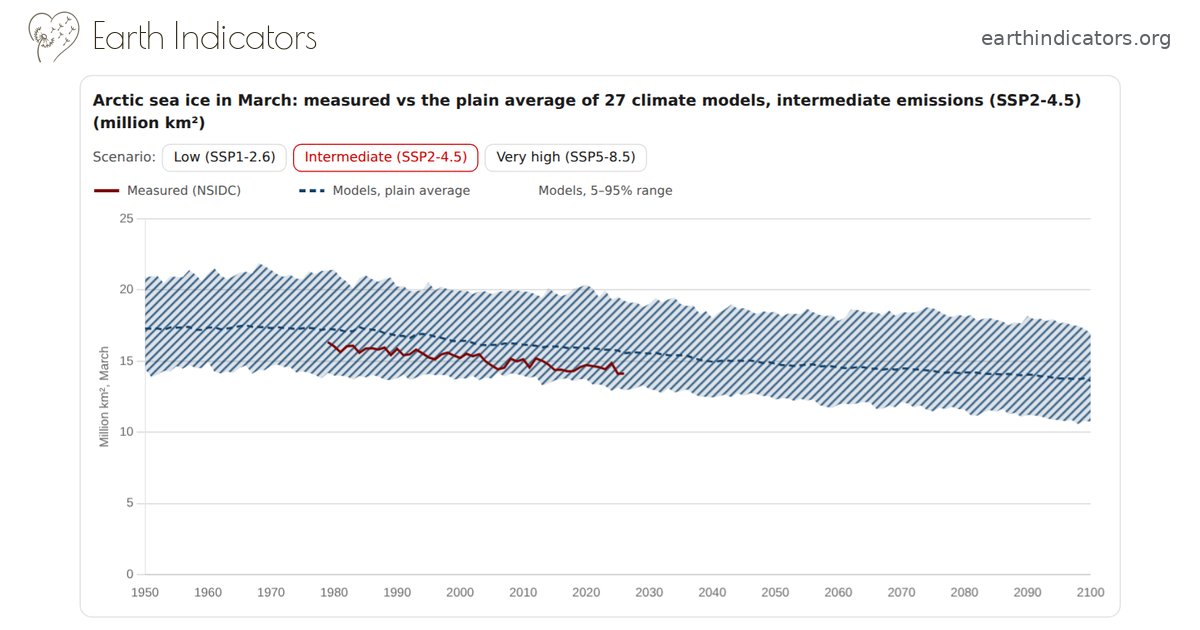 Earth Indicators
earthindicators.org
Arctic sea ice in March: measured vs the plain average of 27 climate models, intermediate emissions (SSP2-4.5)
(million km²)
Scenario: Low (SSP1-2.6) Intermediate (SSP2-4.5) Very high (SSP5-8.5)
Measured (NSIDC) Models, plain average Models, 5–95% range
Million km², March
25
20
15
10
5
0
1950 1960 1970 1980 1990 2000 2010 2020 2030 2040 2050 2060 2070 2080 2090 2100